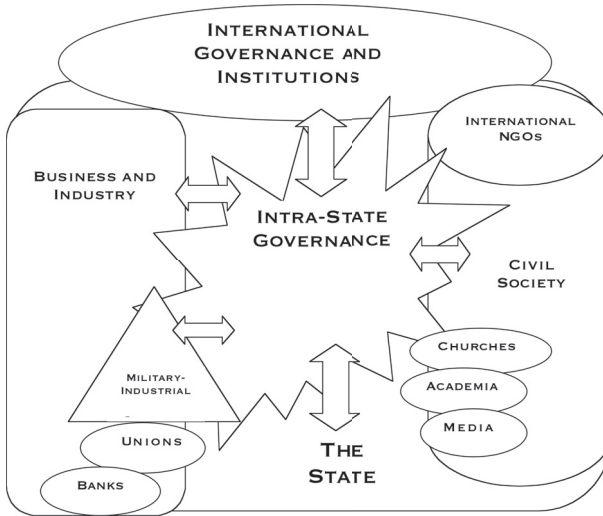 INTERNATIONAL
GOVERNANCE AND
INSTITUTIONS
INTERNATIONAL
NGOS
BUSINESS AND
INDUSTRY
INTRA-STATE
GOVERNANCE
CIVIL
SOCIETY
CHURCHES
MILITARY-
INDUSTRIAL
ACADEMIA
MEDIA
UNIONS
THE
STATE
BANKS